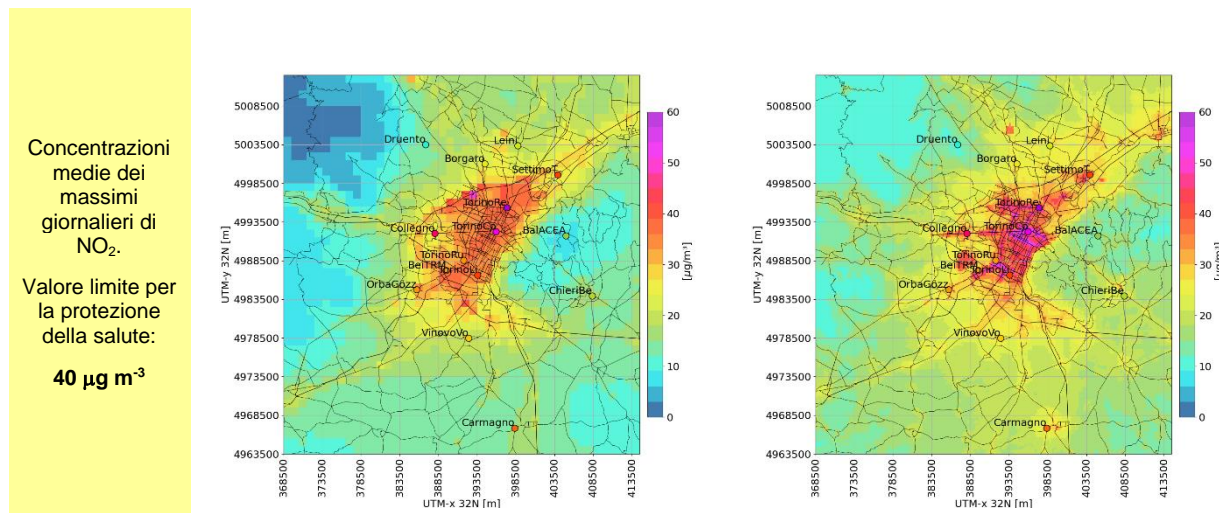 Concentrazioni
medie dei
massimi
giornalieri di
NO₂.
Valore limite per
la protezione
della salute:
40 µg m⁻³
UTM-y 32N [m]
5008500
5003500
4998500
4993500
4988500
4983500
4978500
4973500
4968500
4963500
Druento
Leinì
Borgaro
SettimoT
TorinoRe
TorinoCo
Collegno
BalACEA
TorinoRu
BeiTRM
TorinoLi
OrbaGozz
ChieriBe
VinovoVo
Carmagno
368500
373500
378500
383500
388500
393500
398500
403500
408500
413500
UTM-x 32N [m]
60
50
40
30
20
10
0
[µg/m³]
UTM-y 32N [m]
5008500
5003500
4998500
4993500
4988500
4983500
4978500
4973500
4968500
4963500
Druento
Leinì
Borgaro
SettimoT
TorinoRe
TorinoCo
Collegno
BalACEA
TorinoRu
BeiTRM
TorinoLi
OrbaGozz
ChieriBe
VinovoVo
Carmagno
368500
373500
378500
383500
388500
393500
398500
403500
408500
413500
UTM-x 32N [m]
60
50
40
30
20
10
0
[µg/m³]